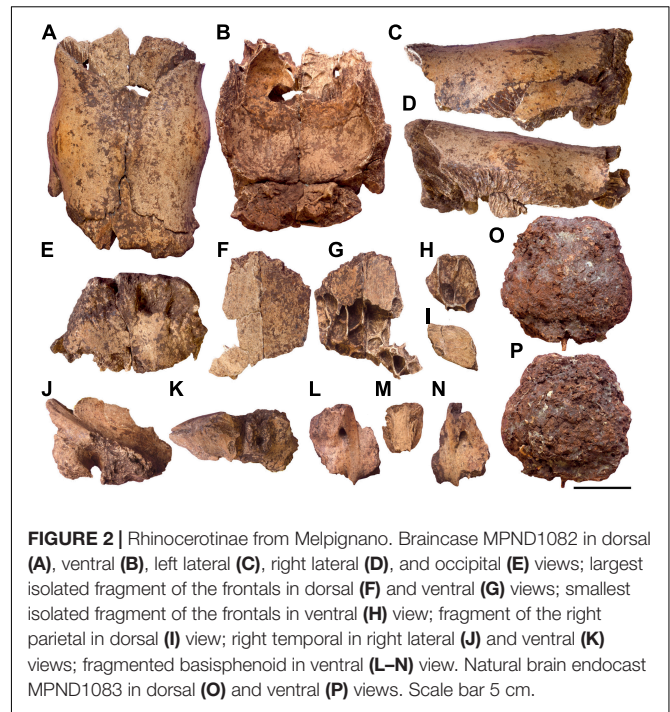 A
B
C
D
E
F
G
H
O
I
P
J
K
L
M
N
FIGURE 2 | Rhinocerotinae from Melpignano. Braincase MPND1082 in dorsal
(A), ventral (B), left lateral (C), right lateral (D), and occipital (E) views; largest
isolated fragment of the frontals in dorsal (F) and ventral (G) views; smallest
isolated fragment of the frontals in ventral (H) view; fragment of the right
parietal in dorsal (I) view; right temporal in right lateral (J) and ventral (K)
views; fragmented basisphenoid in ventral (L–N) view. Natural brain endocast
MPND1083 in dorsal (O) and ventral (P) views. Scale bar 5 cm.